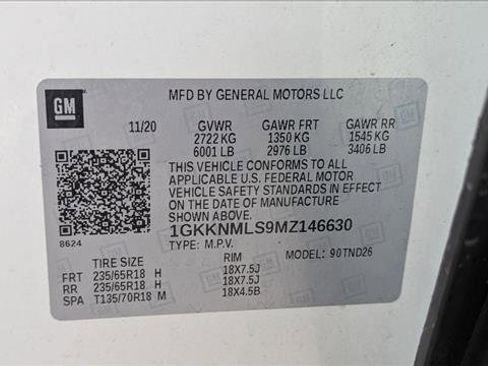 GM
MFD BY GENERAL MOTORS LLC
11/20 GVWR GAWR FRT GAWR RR
2722 KG 1350 KG 1545 KG
6001 LB 2976 LB 3406 LB
THIS VEHICLE CONFORMS TO ALL
APPLICABLE U.S. FEDERAL MOTOR
VEHICLE SAFETY STANDARDS IN EFFECT
ON THE DATE OF MANUFACTURE
SHOWN ABOVE.
8624
1GKKNMLS9MZ146630
TYPE: M.P.V.
TIRE SIZE RIM MODEL: 90TND26
FRT 235/65R18 H 18X7.5J
RR 235/65R18 H 18X7.5J
SPA T135/70R18 M 18X4.5B